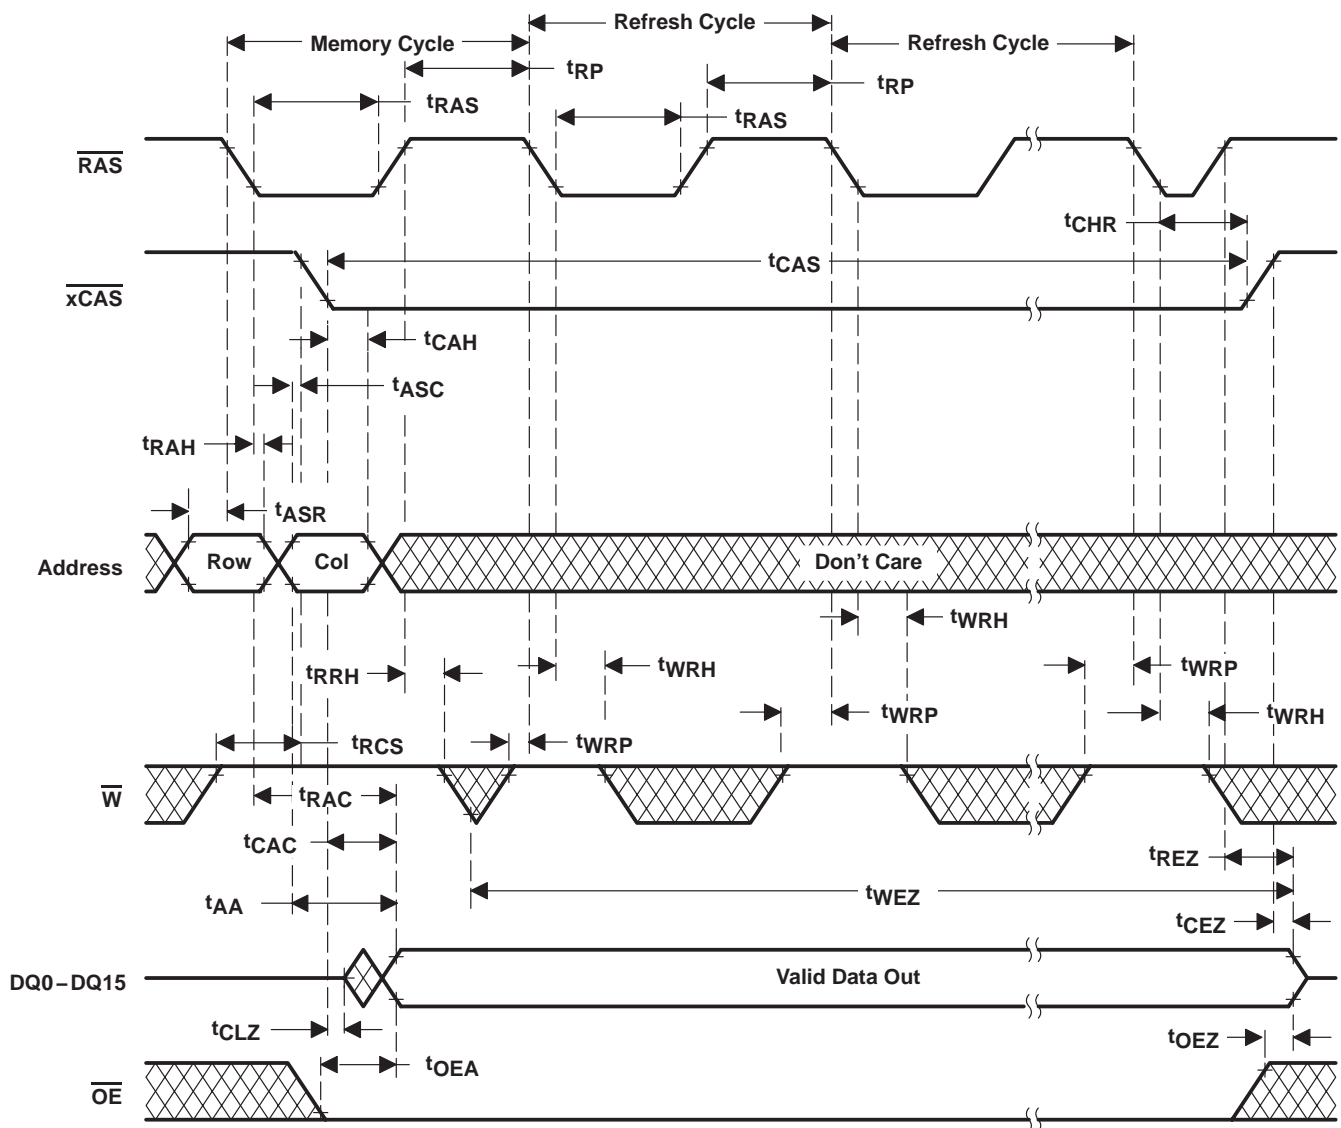 Refresh Cycle
Memory Cycle
Refresh Cycle
tRP
tRP
tRAS
tRAS
RAS
tCHR
tCAS
xCAS
tCAH
tASC
tRAH
tASR
Address
Row
Col
Don't Care
tWRH
tRRH
tWRH
tWRP
tWRP
tWRH
tRCS
tWRP
W
tRAC
tCAC
tREZ
tWEZ
tAA
tCEZ
DQ0–DQ15
Valid Data Out
tCLZ
tOEZ
tOEA
OE